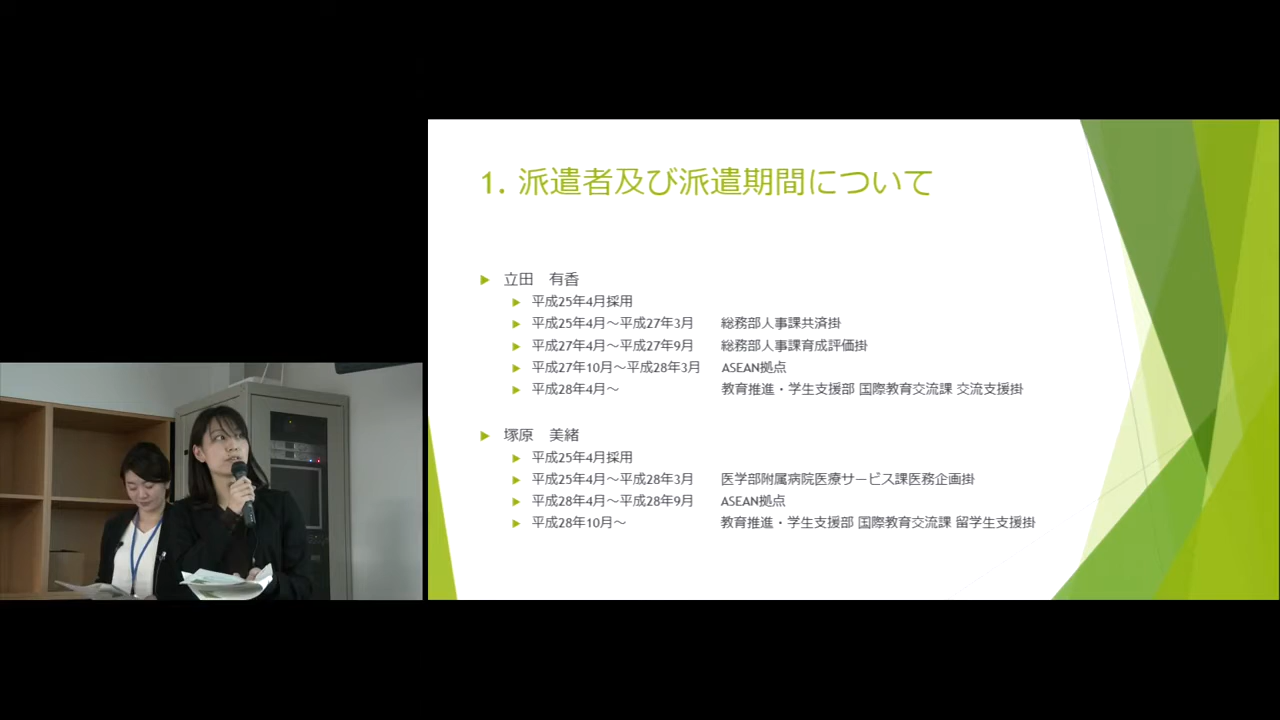 1. 派遣者及び派遣期間について
立田 有香
平成25年4月採用
平成25年4月～平成27年3月 総務部人事課共済掛
平成27年4月～平成27年9月 総務部人事課育成評価掛
平成27年10月～平成28年3月 ASEAN拠点
平成28年4月～ 教育推進・学生支援部 国際教育交流課 交流支援掛
塚原 美緒
平成25年4月採用
平成25年4月～平成28年3月 医学部附属病院医療サービス課医務企画掛
平成28年4月～平成28年9月 ASEAN拠点
平成28年10月～ 教育推進・学生支援部 国際教育交流課 留学生支援掛